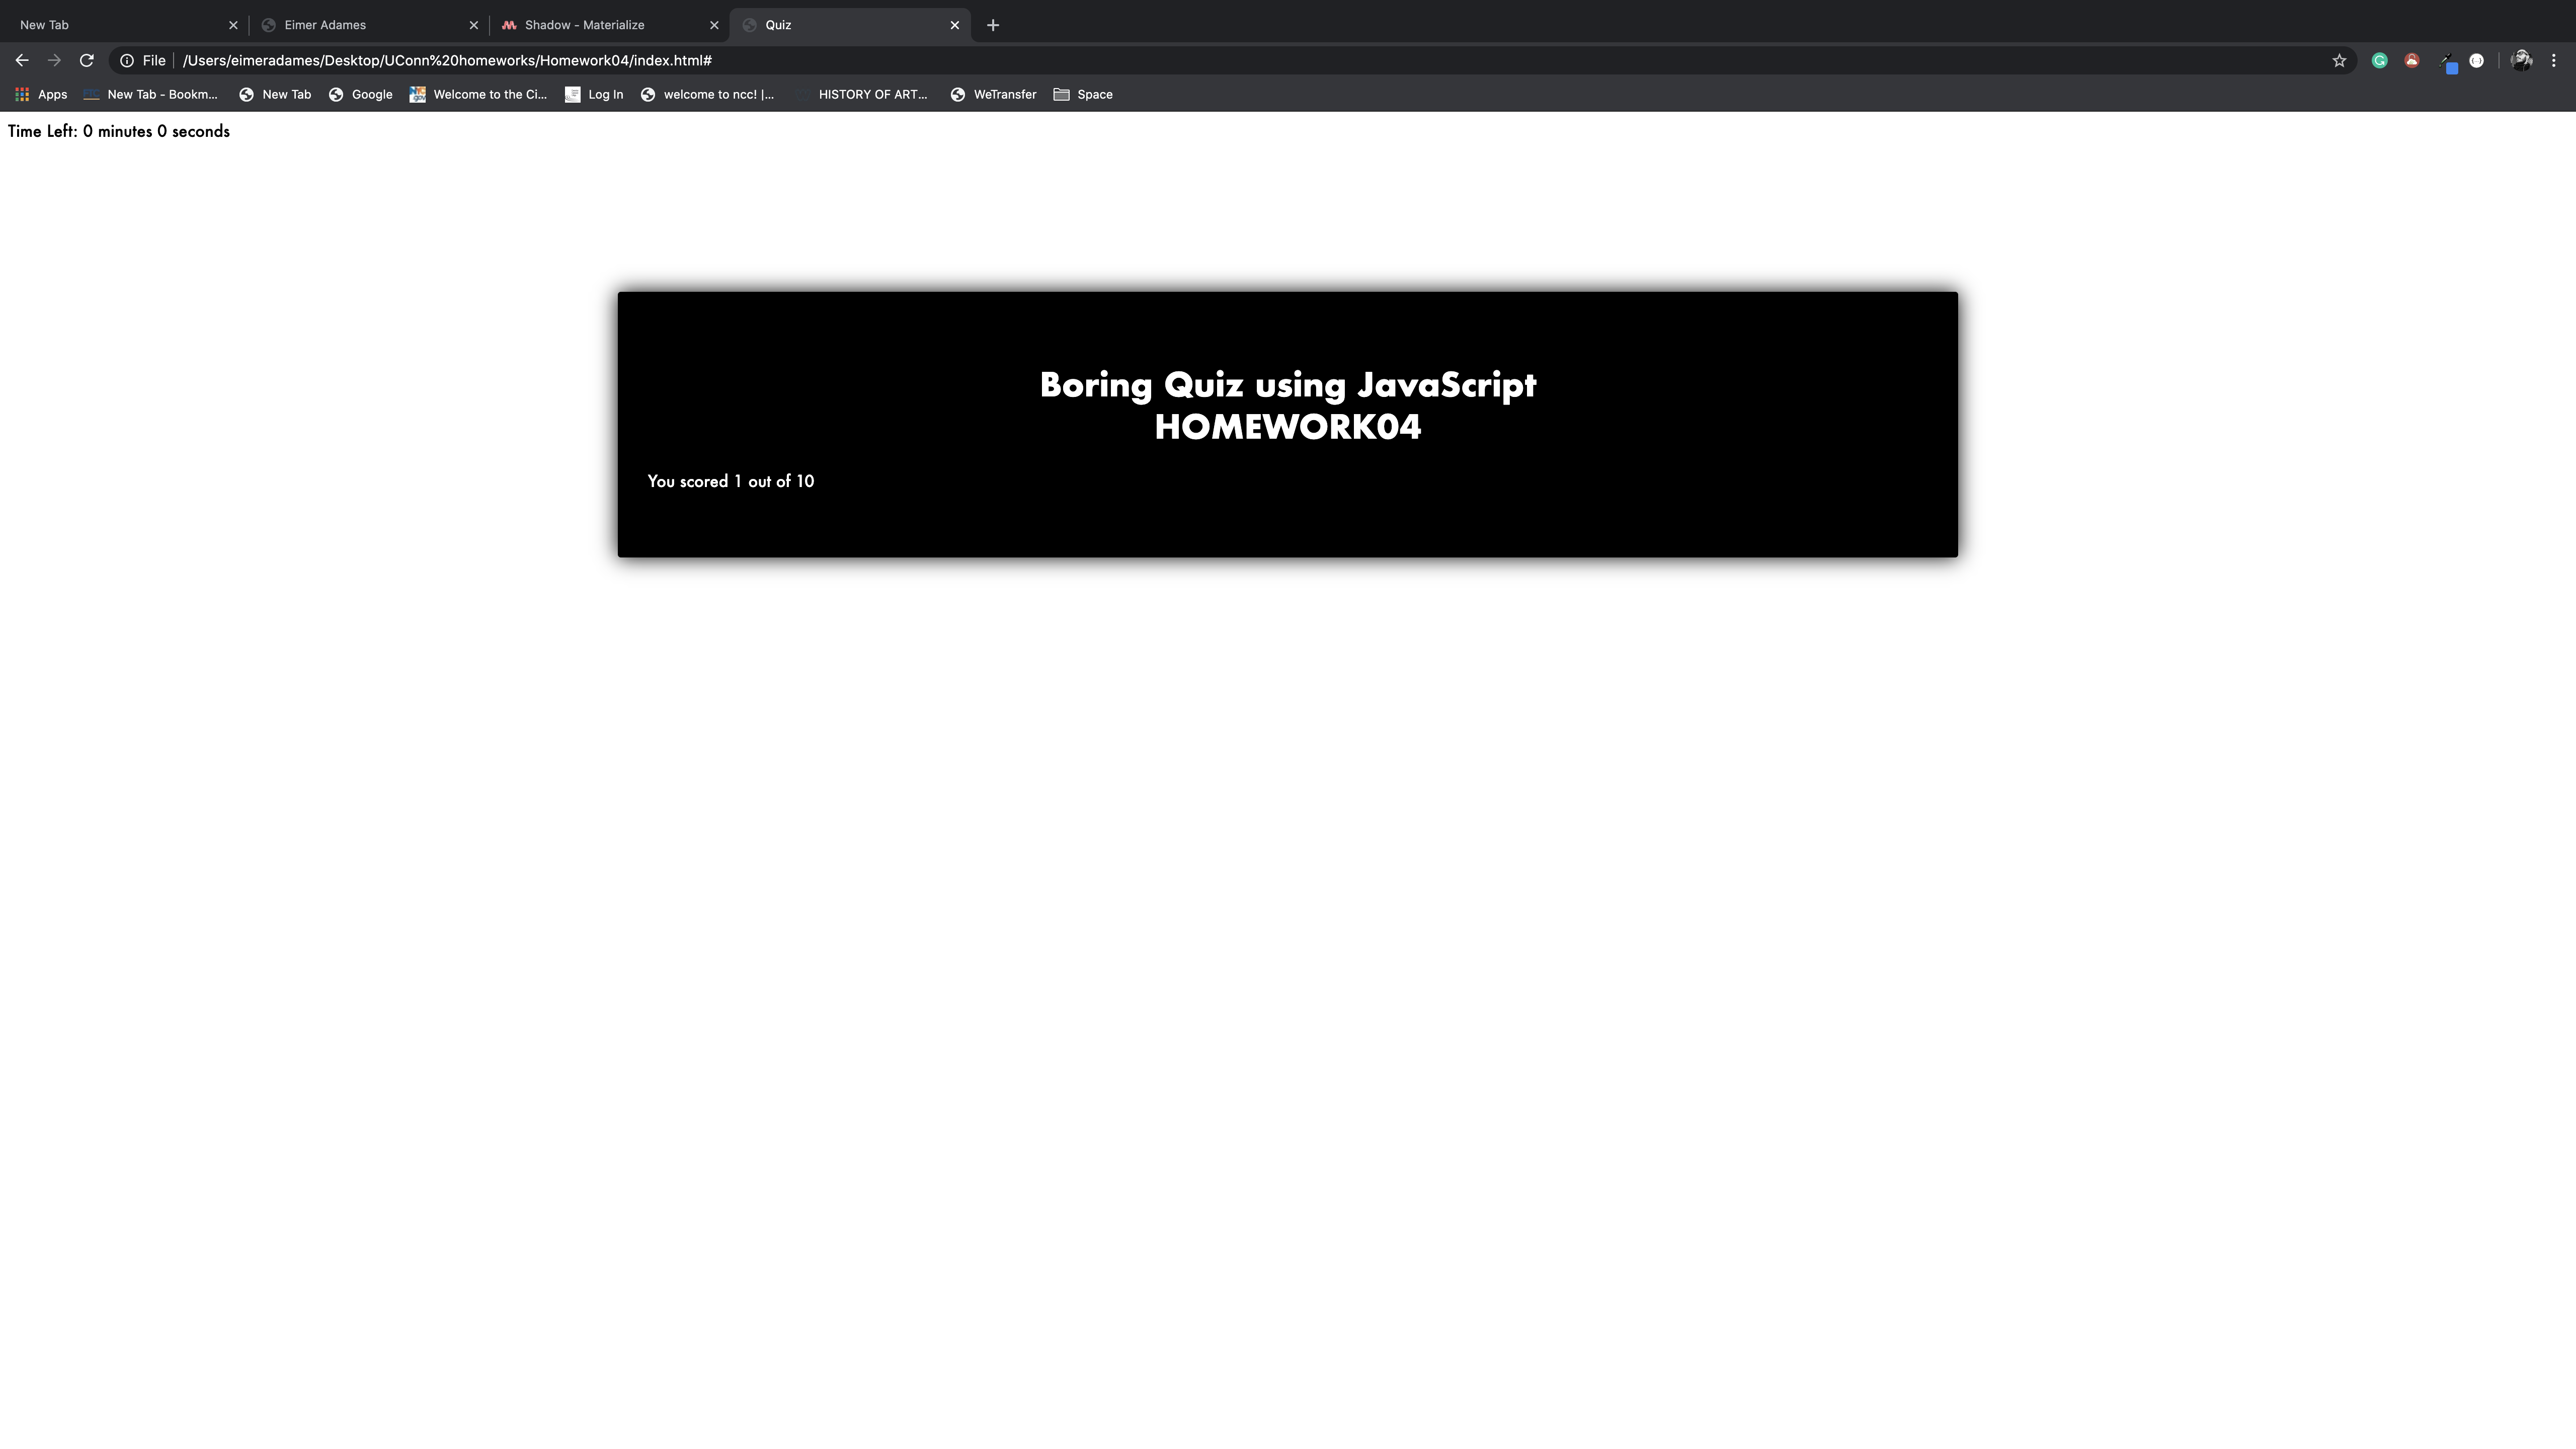 New Tab
Eimer Adames
Shadow - Materialize
Quiz
File /Users/eimeradames/Desktop/UConn%20homeworks/Homework04/index.html#
Apps
New Tab - Bookm...
New Tab
Google
Welcome to the Ci...
Log In
welcome to ncc! |...
HISTORY OF ART...
WeTransfer
Space
Time Left: 0 minutes 0 seconds
Boring Quiz using JavaScript
HOMEWORK04
You scored 1 out of 10